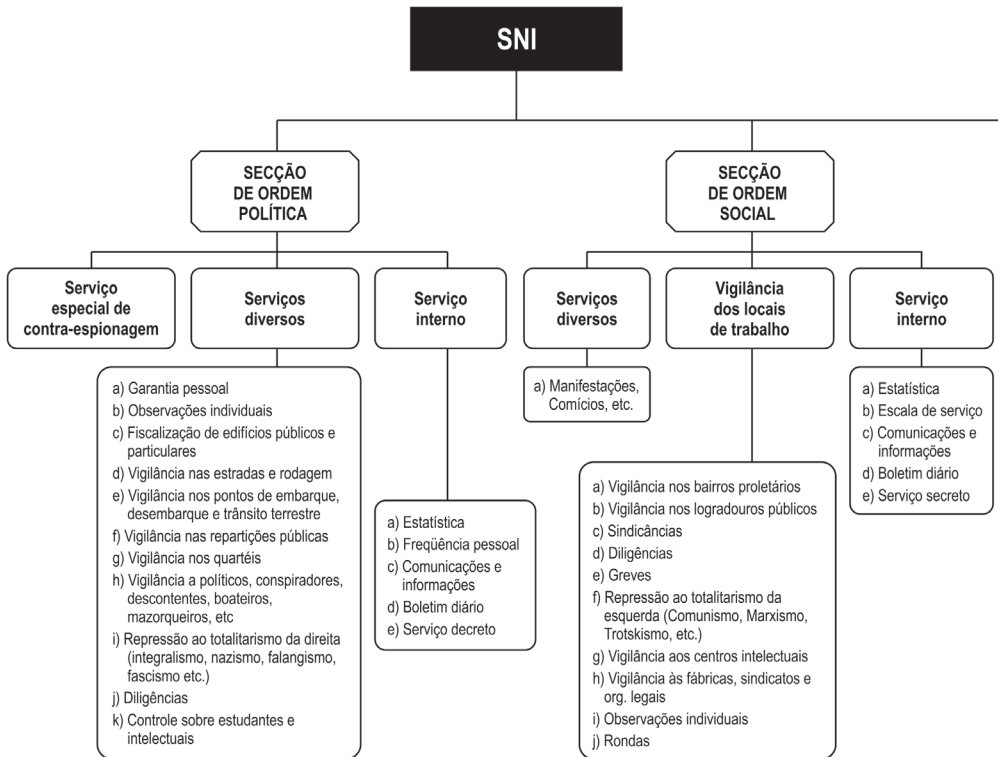 SNI
SECÇÃO
DE ORDEM
POLÍTICA
SECÇÃO
DE ORDEM
SOCIAL
Serviço
especial de
contra-espionagem
Serviços
diversos
Serviço
interno
Serviços
diversos
Vigilância
dos locais
de trabalho
Serviço
interno
a) Garantia pessoal
b) Observações individuais
c) Fiscalização de edifícios públicos e
particulares
d) Vigilância nas estradas e rodagem
e) Vigilância nos pontos de embarque,
desembarque e trânsito terrestre
f) Vigilância nas repartições públicas
g) Vigilância nos quartéis
h) Vigilância a políticos, conspiradores,
descontentes, boateiros,
mazorqueiros, etc
i) Repressão ao totalitarismo da direita
(integralismo, nazismo, falangismo,
fascismo etc.)
j) Diligências
k) Controle sobre estudantes e
intelectuais
a) Estatística
b) Freqüência pessoal
c) Comunicações e
informações
d) Boletim diário
e) Serviço decreto
a) Manifestações,
Comícios, etc.
a) Vigilância nos bairros proletários
b) Vigilância nos logradouros públicos
c) Sindicâncias
d) Diligências
e) Greves
f) Repressão ao totalitarismo da
esquerda (Comunismo, Marxismo,
Trotskismo, etc.)
g) Vigilância aos centros intelectuais
h) Vigilância às fábricas, sindicatos e
org. legais
i) Observações individuais
j) Rondas
a) Estatística
b) Escala de serviço
c) Comunicações e
informações
d) Boletim diário
e) Serviço secreto